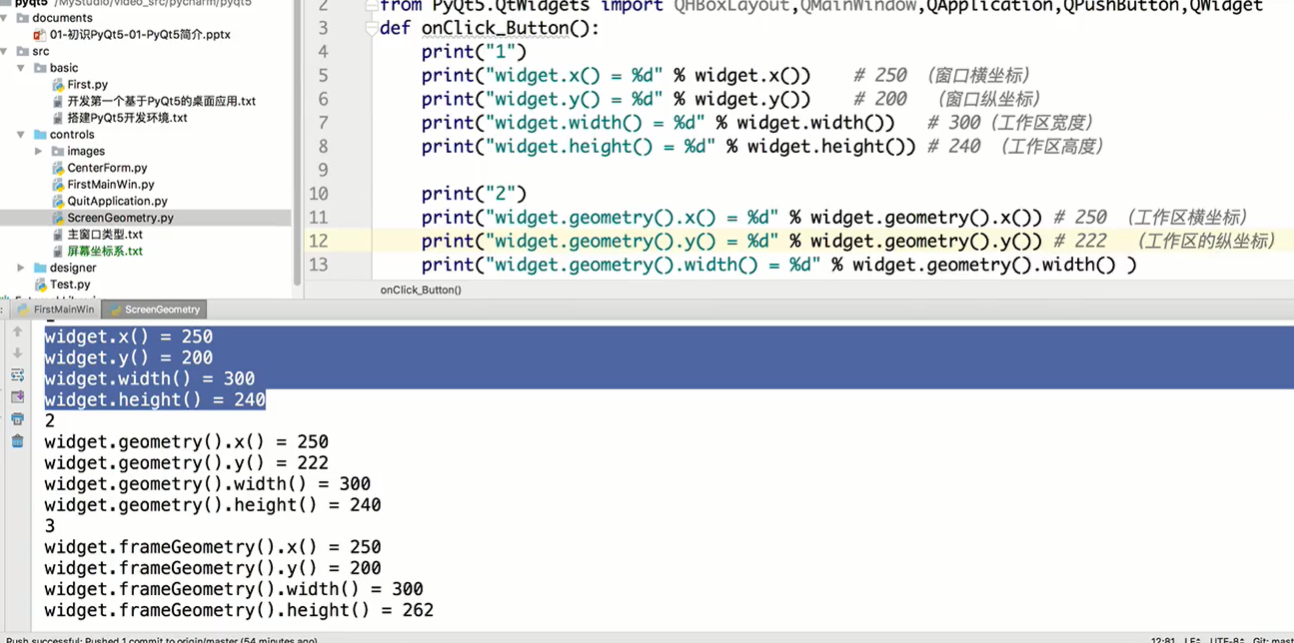 pyqt5 /MyStudio/video_src/pycharm/pyqt5
documents
01-初识PyQt5-01-PyQt5简介.pptx
src
basic
First.py
开发第一个基于PyQt5的桌面应用.txt
搭建PyQt5开发环境.txt
controls
images
CenterForm.py
FirstMainWin.py
QuitApplication.py
ScreenGeometry.py
主窗口类型.txt
屏幕坐标系.txt
designer
Test.py
2 from PyQt5.QtWidgets import QHBoxLayout,QMainWindow,QApplication,QPushButton,QWidget
3 def onClick_Button():
4 print("1")
5 print("widget.x() = %d" % widget.x()) # 250 （窗口横坐标）
6 print("widget.y() = %d" % widget.y()) # 200 （窗口纵坐标）
7 print("widget.width() = %d" % widget.width()) # 300（工作区宽度）
8 print("widget.height() = %d" % widget.height()) # 240 （工作区高度）
9
10 print("2")
11 print("widget.geometry().x() = %d" % widget.geometry().x()) # 250 （工作区横坐标）
12 print("widget.geometry().y() = %d" % widget.geometry().y()) # 222 （工作区的纵坐标）
13 print("widget.geometry().width() = %d" % widget.geometry().width() )
onClick_Button()
: FirstMainWin ScreenGeometry
widget.x() = 250
widget.y() = 200
widget.width() = 300
widget.height() = 240
2
widget.geometry().x() = 250
widget.geometry().y() = 222
widget.geometry().width() = 300
widget.geometry().height() = 240
3
widget.frameGeometry().x() = 250
widget.frameGeometry().y() = 200
widget.frameGeometry().width() = 300
widget.frameGeometry().height() = 262
Push successful: Pushed 1 commit to origin/master (54 minutes ago) 12:81 LF UTF-8 Git: mast